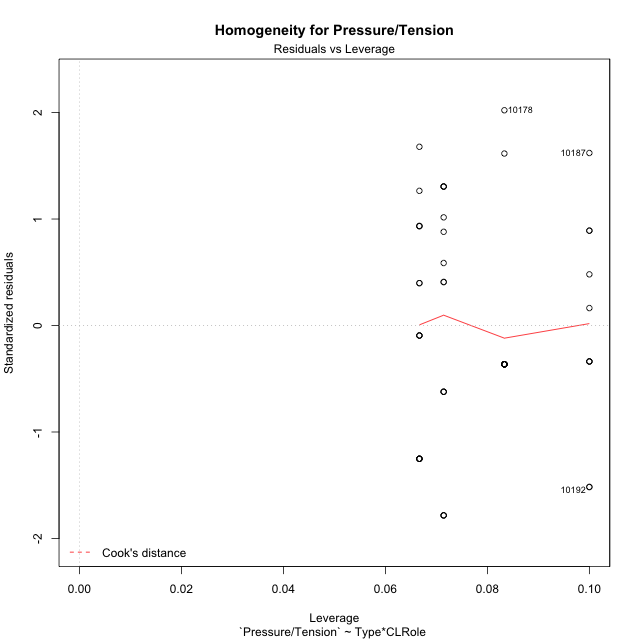 Homogeneity for Pressure/Tension
Residuals vs Leverage
Standardized residuals
2
1
0
-1
-2
10178
10187
10192
Cook's distance
0.00 0.02 0.04 0.06 0.08 0.10
Leverage
`Pressure/Tension` ~ Type*CLRole